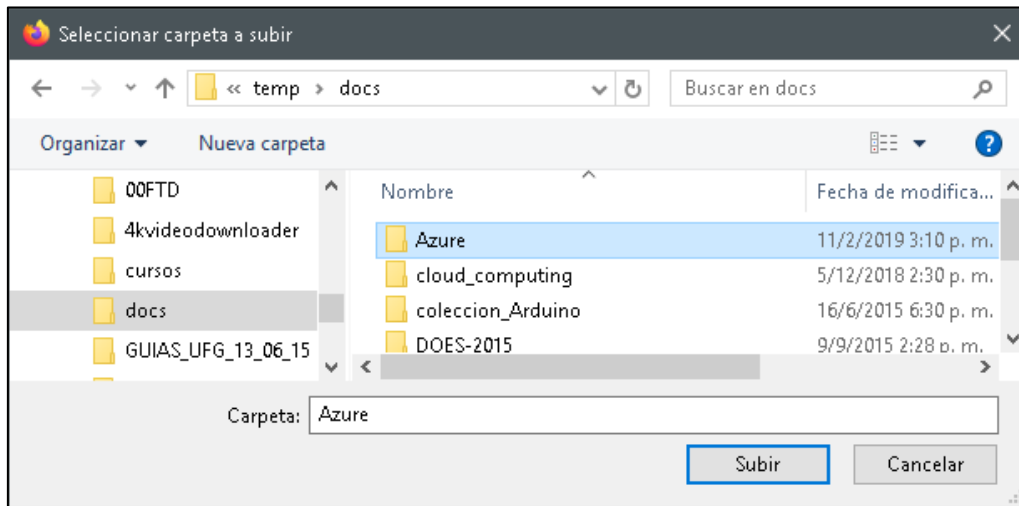 Seleccionar carpeta a subir
« temp › docs
Buscar en docs
Organizar
Nueva carpeta
?
00FTD
4kvideodownloader
cursos
docs
GUIAS_UFG_13_06_15
Nombre
Fecha de modifica...
Azure
11/2/2019 3:10 p. m.
cloud_computing
5/12/2018 2:30 p. m.
coleccion_Arduino
16/6/2015 6:30 p. m.
DOES-2015
9/9/2015 2:28 p. m.
Carpeta: Azure
Subir
Cancelar